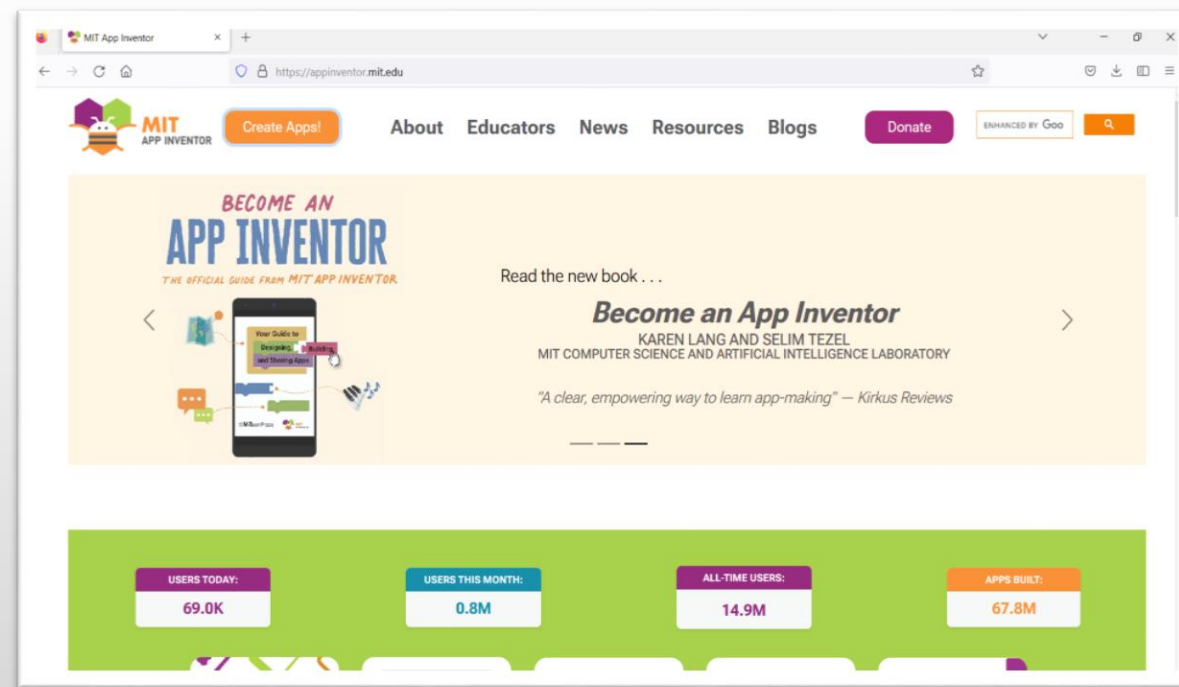 MIT App Inventor
https://appinventor.mit.edu
MIT
APP INVENTOR
Create Apps!
About Educators News Resources Blogs
Donate
ENHANCED BY Goo
BECOME AN
APP INVENTOR
THE OFFICIAL GUIDE FROM MIT APP INVENTOR
Your Guide to
Designing, Building,
and Sharing Apps
Read the new book . . .
Become an App Inventor
KAREN LANG AND SELIM TEZEL
MIT COMPUTER SCIENCE AND ARTIFICIAL INTELLIGENCE LABORATORY
"A clear, empowering way to learn app-making" — Kirkus Reviews
USERS TODAY:
69.0K
USERS THIS MONTH:
0.8M
ALL-TIME USERS:
14.9M
APPS BUILT:
67.8M